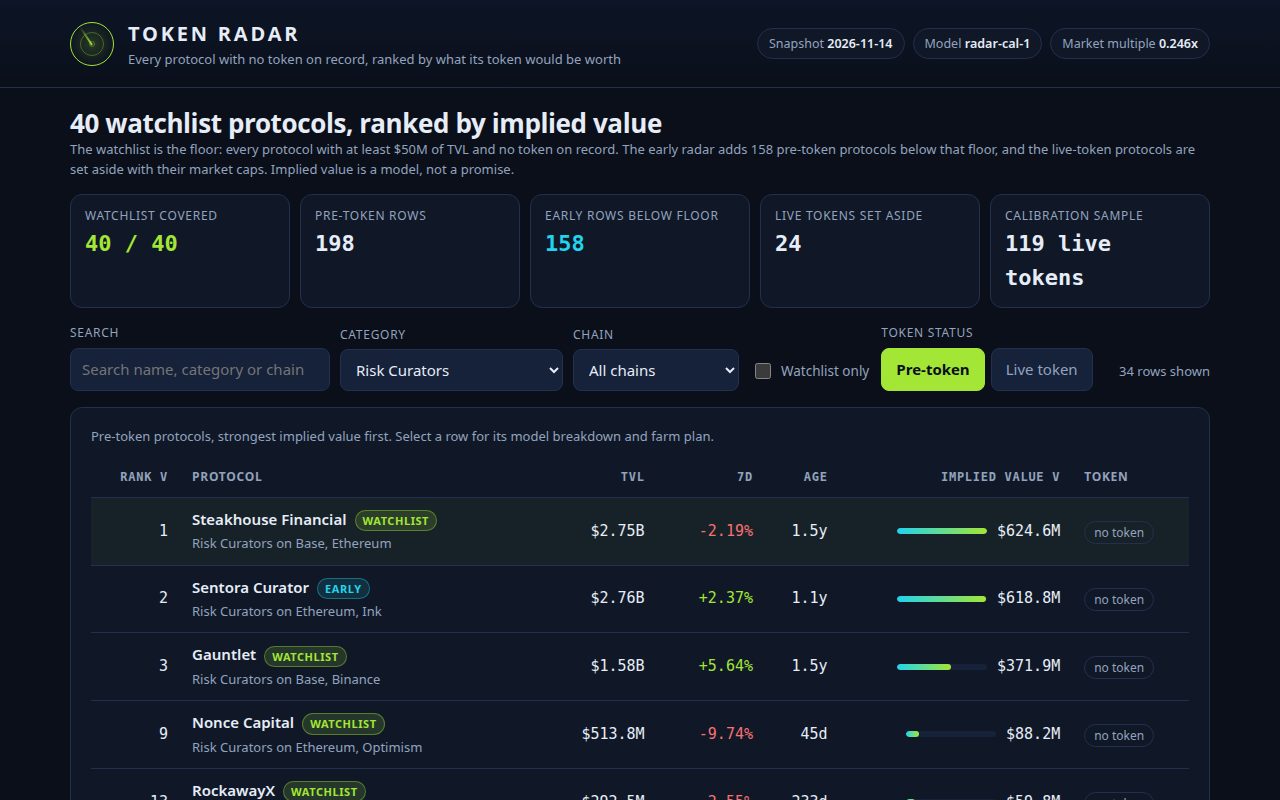 TOKEN RADAR
Every protocol with no token on record, ranked by what its token would be worth
Snapshot 2026-11-14
Model radar-cal-1
Market multiple 0.246x
40 watchlist protocols, ranked by implied value
The watchlist is the floor: every protocol with at least $50M of TVL and no token on record. The early radar adds 158 pre-token protocols below that floor, and the live-token protocols are
set aside with their market caps. Implied value is a model, not a promise.
WATCHLIST COVERED
40 / 40
PRE-TOKEN ROWS
198
EARLY ROWS BELOW FLOOR
158
LIVE TOKENS SET ASIDE
24
CALIBRATION SAMPLE
119 live
tokens
SEARCH
Search name, category or chain
CATEGORY
Risk Curators
CHAIN
All chains
Watchlist only
TOKEN STATUS
Pre-token
Live token
34 rows shown
Pre-token protocols, strongest implied value first. Select a row for its model breakdown and farm plan.
RANK V PROTOCOL TVL 7D AGE IMPLIED VALUE V TOKEN
1 Steakhouse Financial WATCHLIST $2.75B -2.19% 1.5y $624.6M no token
Risk Curators on Base, Ethereum
2 Sentora Curator EARLY $2.76B +2.37% 1.1y $618.8M no token
Risk Curators on Ethereum, Ink
3 Gauntlet WATCHLIST $1.58B +5.64% 1.5y $371.9M no token
Risk Curators on Base, Binance
9 Nonce Capital WATCHLIST $513.8M -9.74% 45d $88.2M no token
Risk Curators on Ethereum, Optimism
RockawayX WATCHLIST